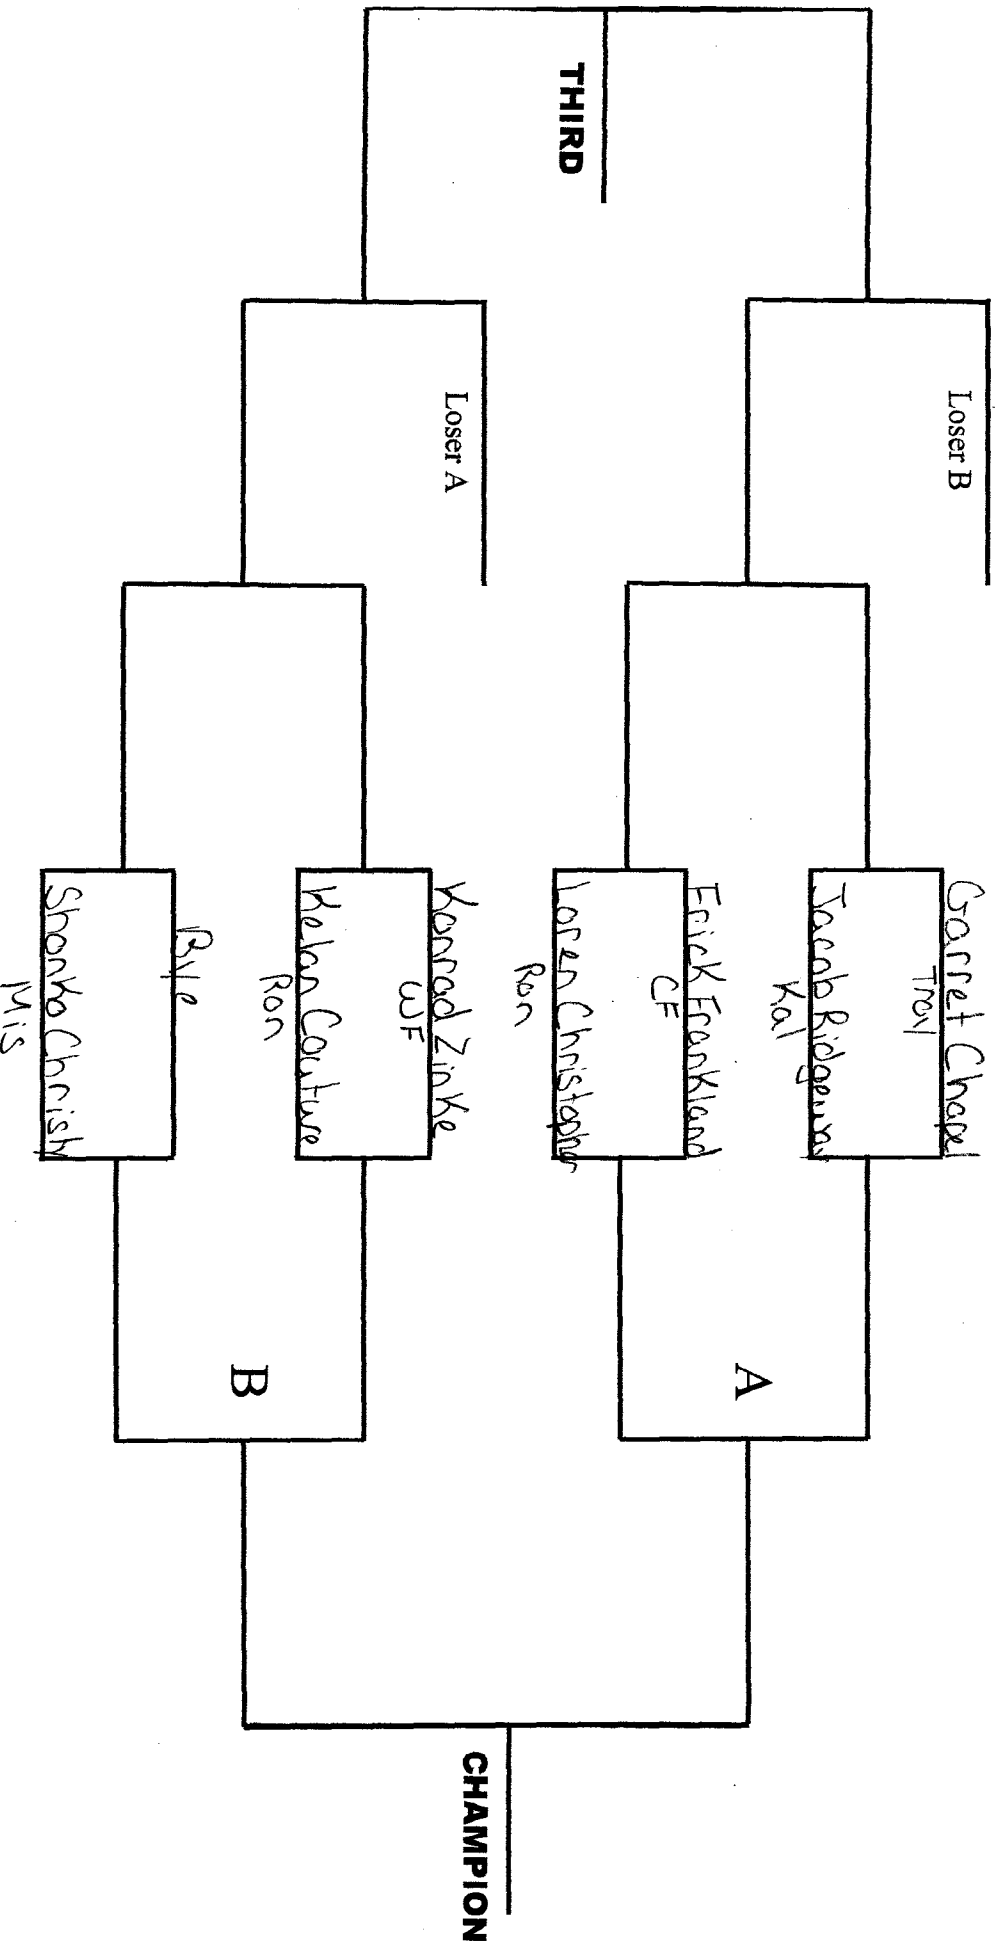 Loser B
Garret Chapel
Troy
Jacob Ridgeway
Kal
A
Erick Frankland
CF
Loren Christopher
Ron
THIRD
CHAMPION
Loser A
Konrad Zinke
WF
Kelan Couture
Ron
B
Bye
Shonko Christy
Mis